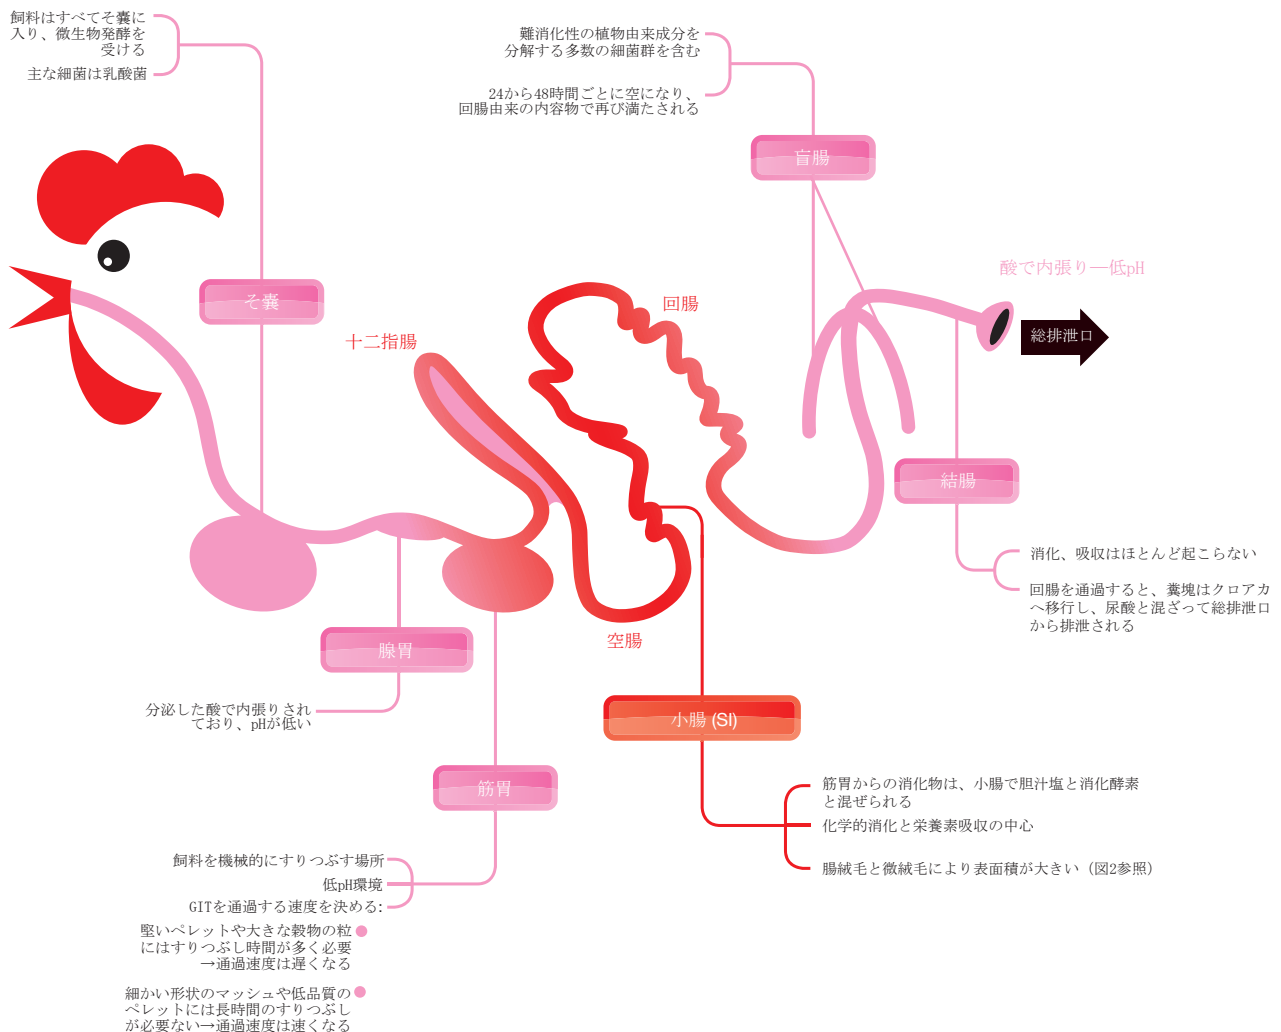 飼料はすべてそ嚢に
入り、微生物発酵を
受ける
主な細菌は乳酸菌
難消化性の植物由来成分を
分解する多数の細菌群を含む
24から48時間ごとに空になり、
回腸由来の内容物で再び満たされる
盲腸
酸で内張り—低pH
そ嚢
回腸
総排泄口
十二指腸
結腸
消化、吸収はほとんど起こらない
回腸を通過すると、糞塊はクロアカ
へ移行し、尿酸と混ざって総排泄口
から排泄される
空腸
腺胃
分泌した酸で内張りされ
ており、pHが低い
小腸 (SI)
筋胃
筋胃からの消化物は、小腸で胆汁塩と消化酵素
と混ぜられる
化学的消化と栄養素吸収の中心
腸絨毛と微絨毛により表面積が大きい（図2参照）
飼料を機械的にすりつぶす場所
低pH環境
GITを通過する速度を決める:
堅いペレットや大きな穀物の粒
にはすりつぶし時間が多く必要
→通過速度は遅くなる
細かい形状のマッシュや低品質の
ペレットには長時間のすりつぶし
が必要ない→通過速度は速くなる